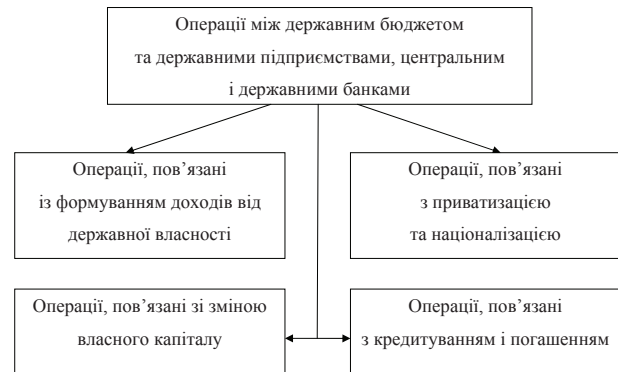 Операції між державним бюджетом
та державними підприємствами, центральним
і державними банками
Операції, пов’язані
із формуванням доходів від
державної власності
Операції, пов’язані
з приватизацією
та націоналізацією
Операції, пов’язані зі зміною
власного капіталу
Операції, пов’язані
з кредитуванням і погашенням